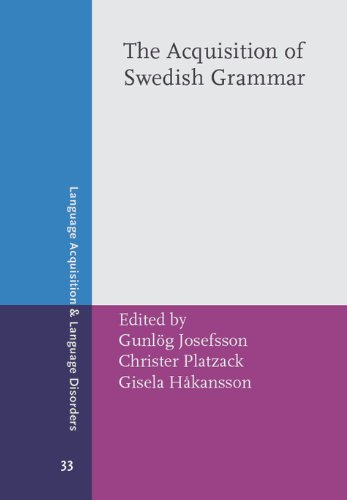 The Acquisition of
Swedish Grammar
Language Acquisition & Language Disorders
Edited by
Gunlög Josefsson
Christer Platzack
Gisela Håkansson
33